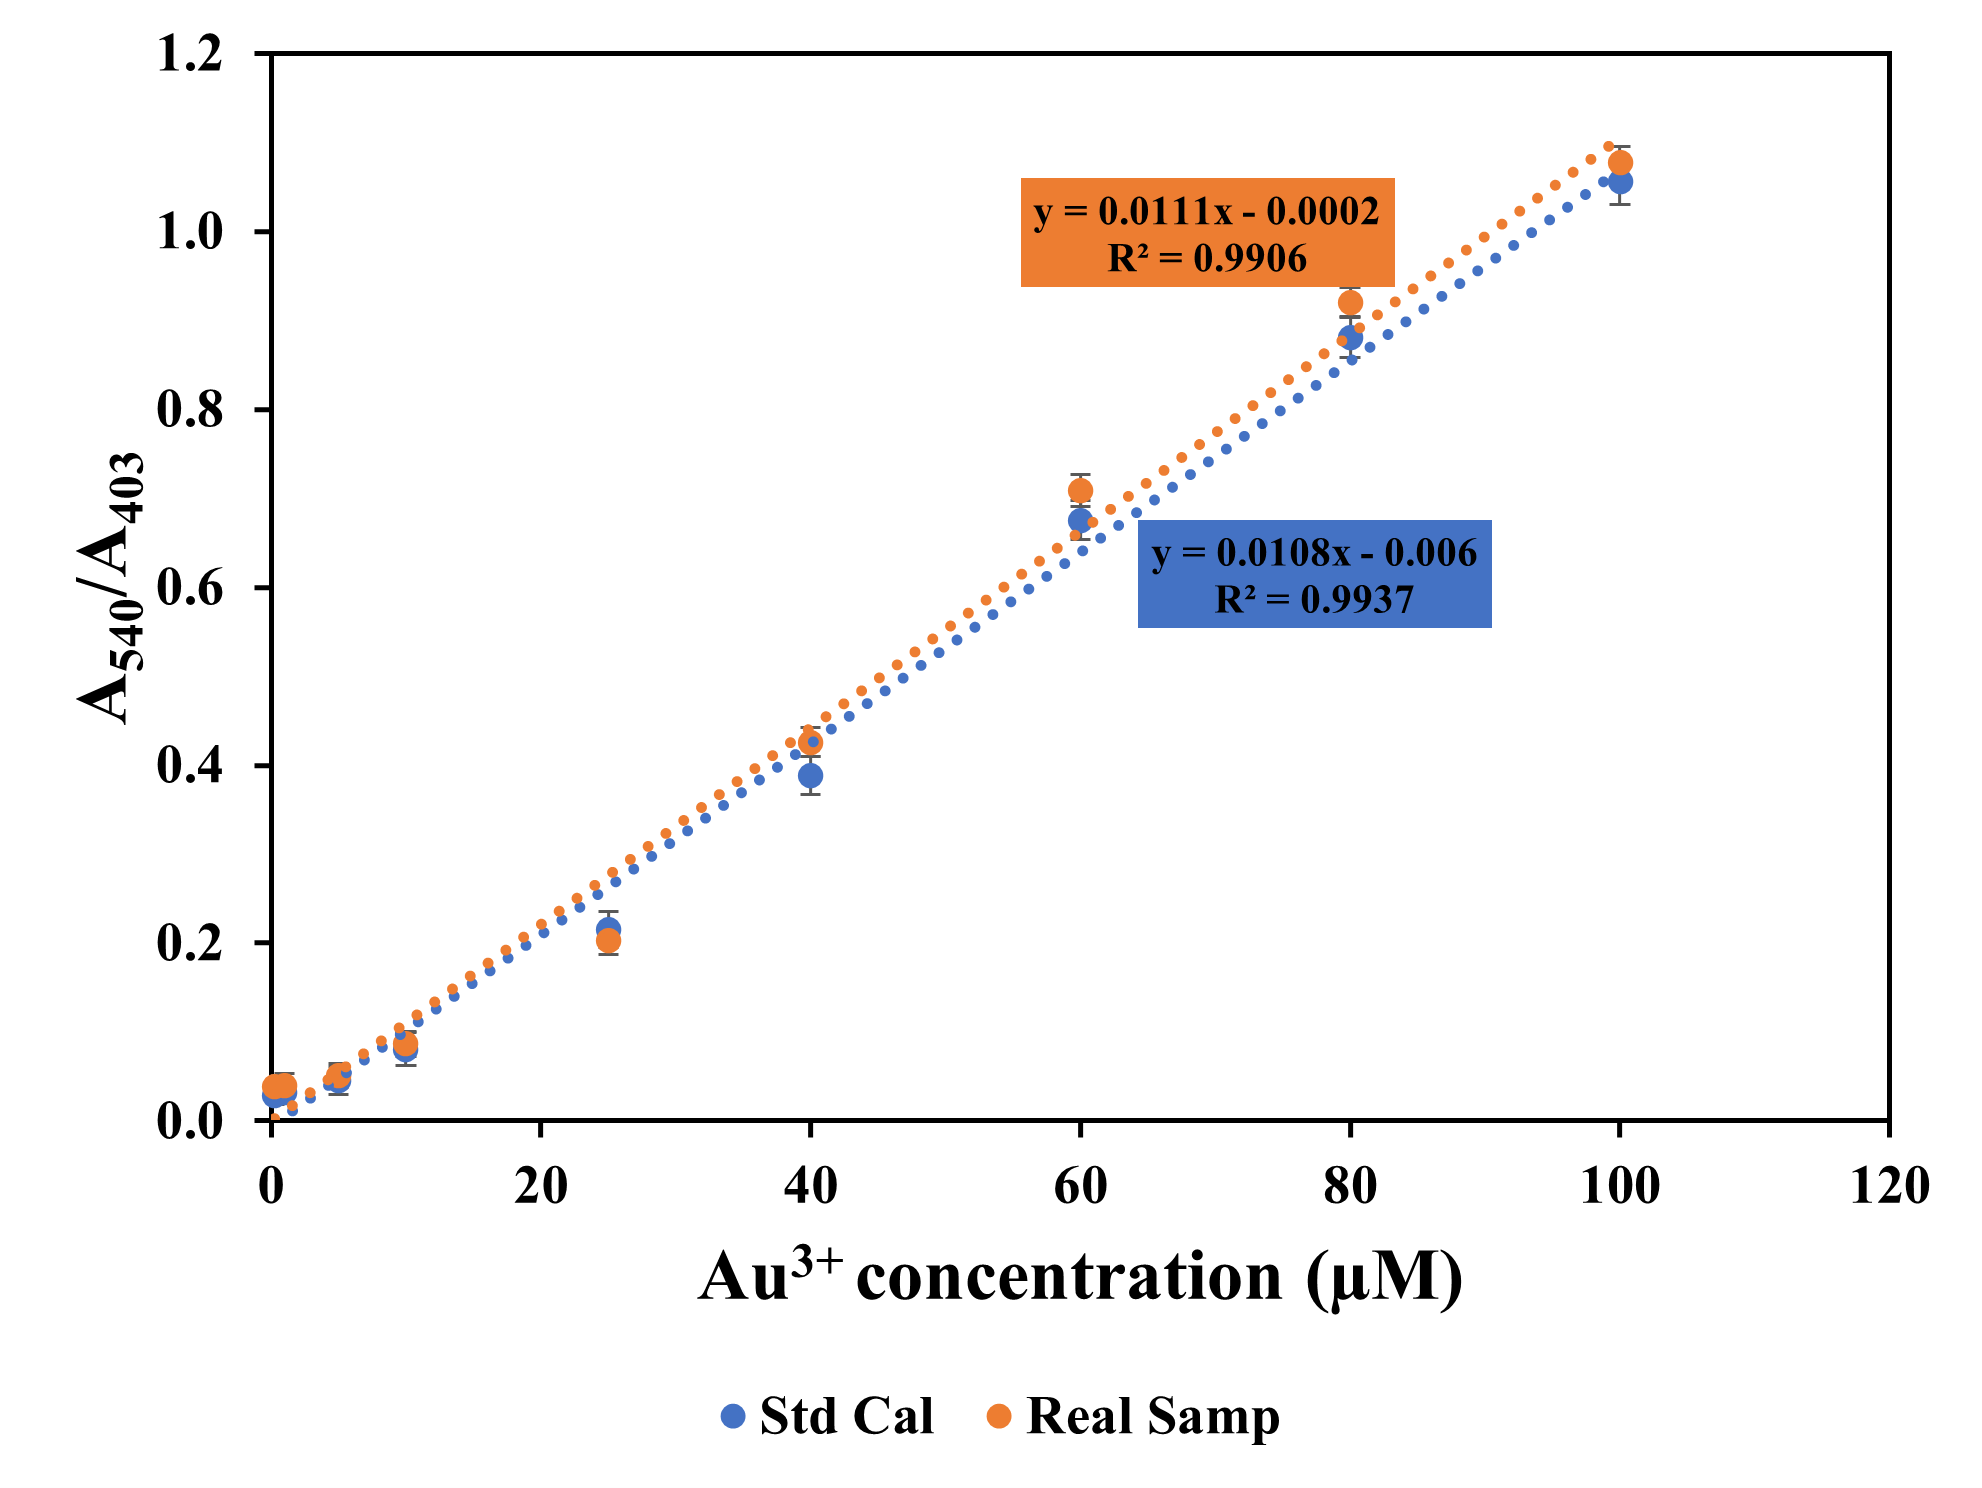 1.2
1.0
0.8
0.6
0.4
0.2
0.0
A₅₄₀/A₄₀₃
y = 0.0111x - 0.0002
R² = 0.9906
y = 0.0108x - 0.006
R² = 0.9937
0 20 40 60 80 100 120
Au³⁺ concentration (µM)
Std Cal Real Samp